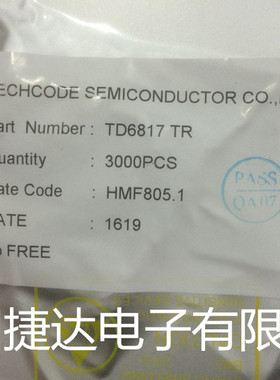 ECHCODE SEMICONDUCTOR CO.,
art Number : TD6817 TR
uantity : 3000PCS
ate Code : HMF805.1
ATE : 1619
b FREE
PASS
QA07
捷达电子有限